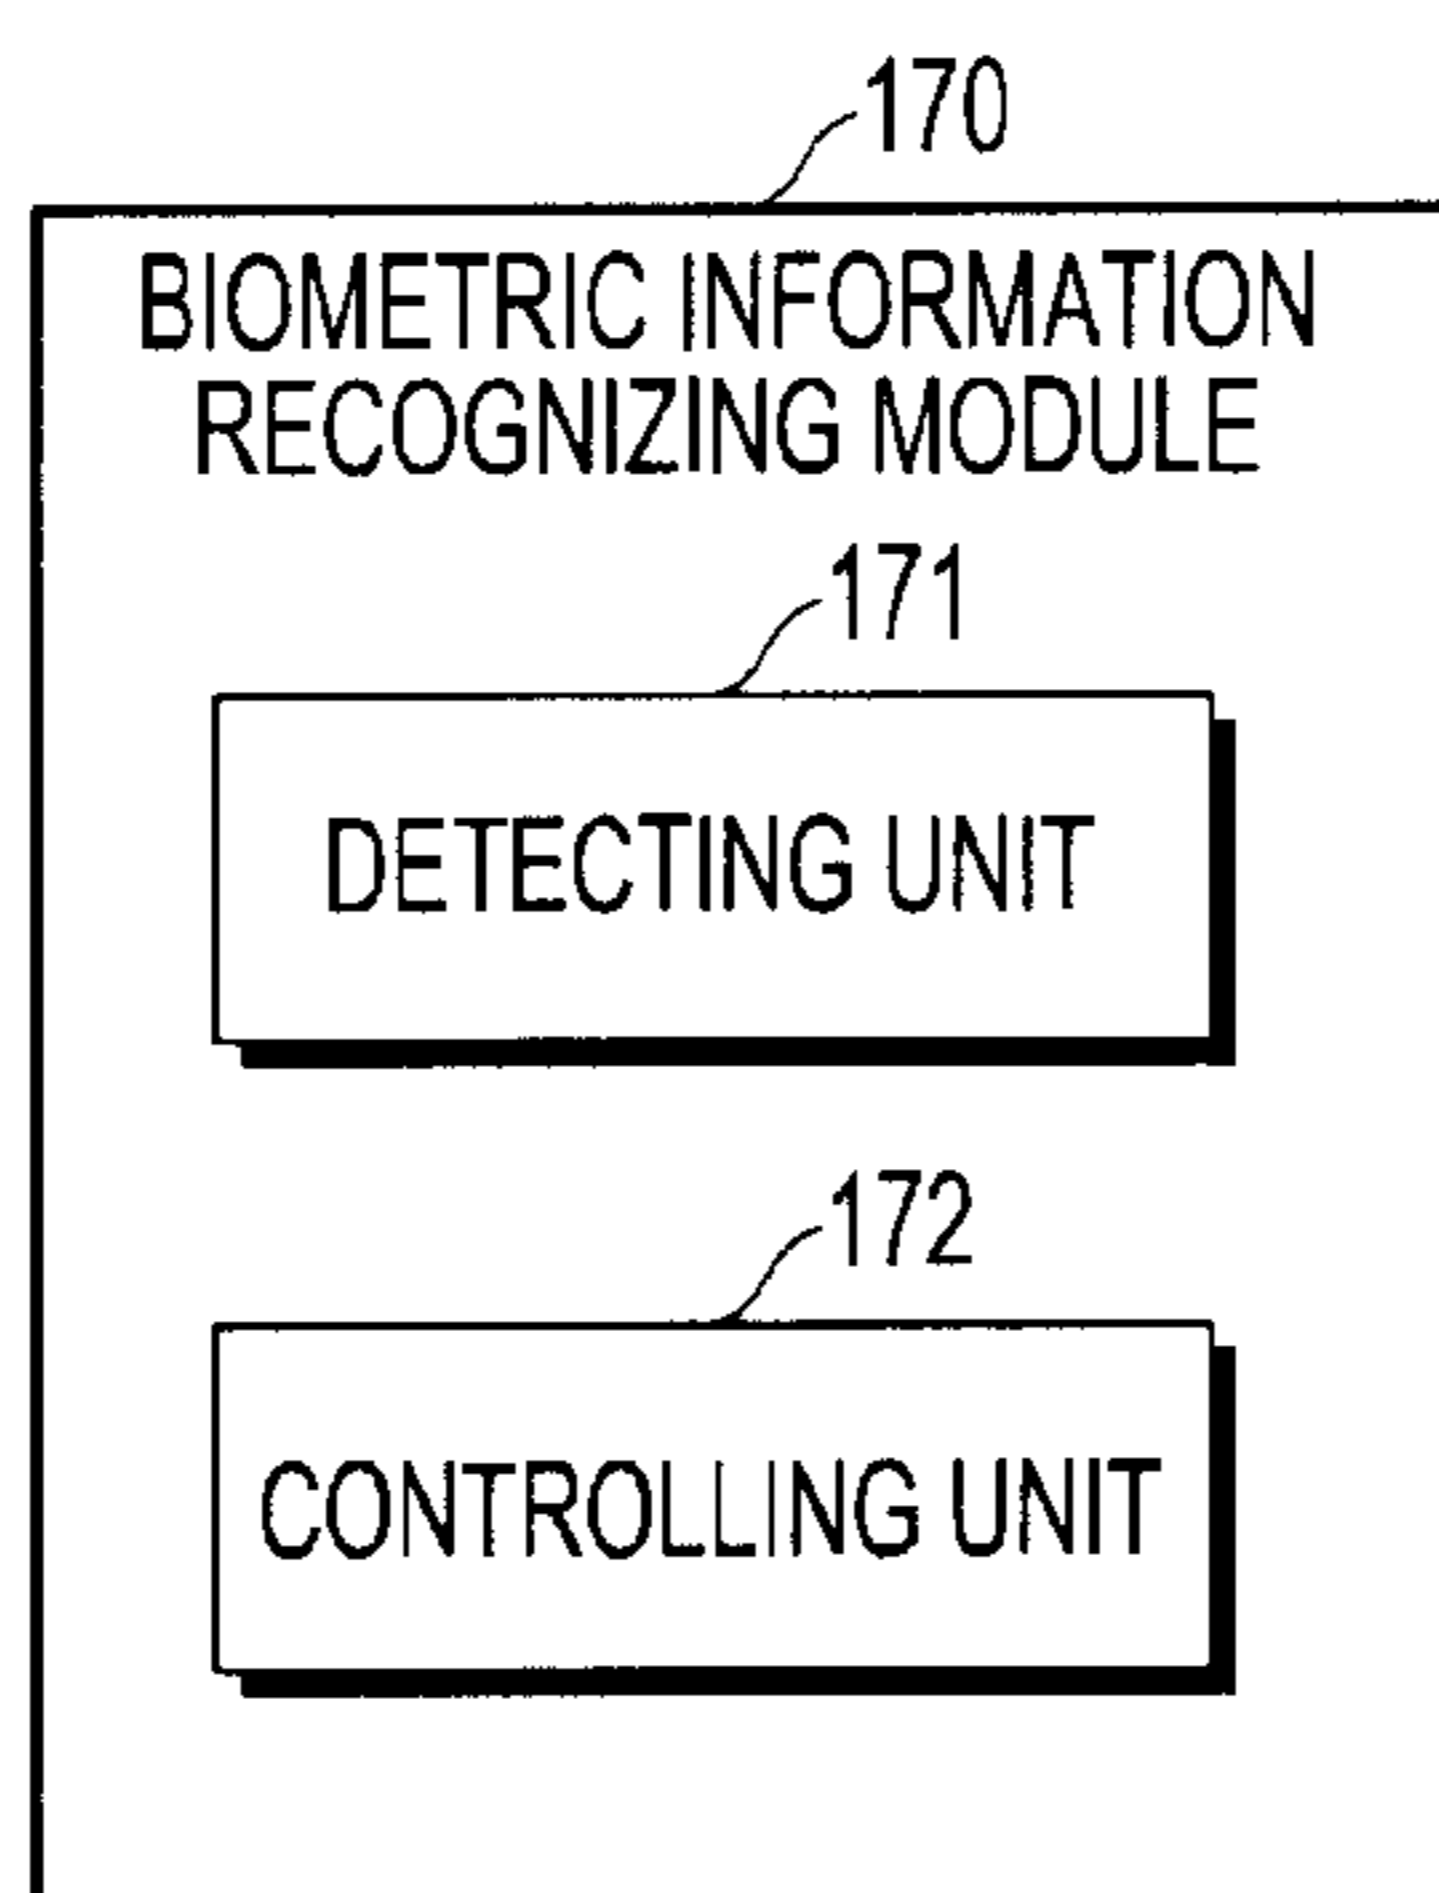 170
BIOMETRIC INFORMATION
RECOGNIZING MODULE
171
DETECTING UNIT
172
CONTROLLING UNIT